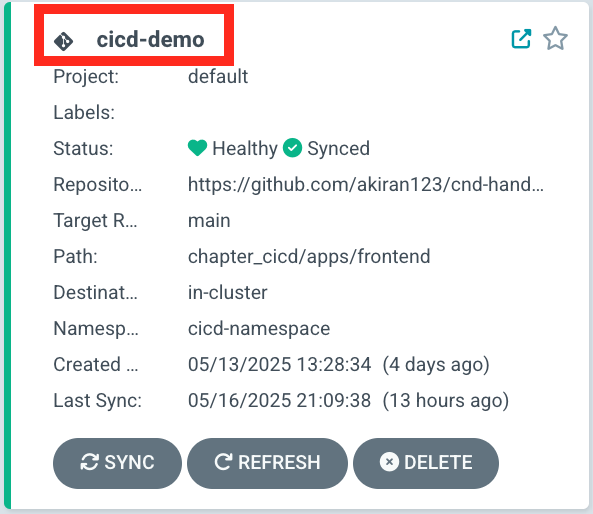 cicd-demo
Project: default
Labels:
Status: Healthy Synced
Reposito... https://github.com/akiran123/cnd-hand...
Target R... main
Path: chapter_cicd/apps/frontend
Destinat... in-cluster
Namesp... cicd-namespace
Created ... 05/13/2025 13:28:34 (4 days ago)
Last Sync: 05/16/2025 21:09:38 (13 hours ago)
SYNC REFRESH DELETE